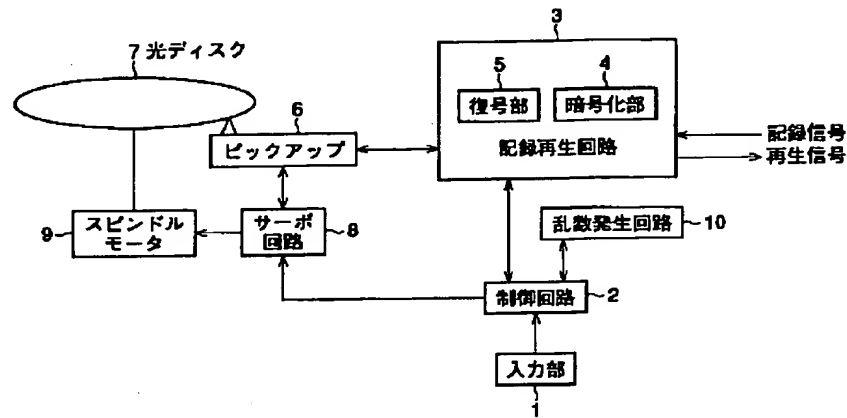 3
7 光ディスク
5
4
復号部
暗号化部
6
ピックアップ
記録再生回路
記録信号
再生信号
スピンドル
モータ
9
サーボ
回路
8
乱数発生回路
10
制御回路
2
入力部
1